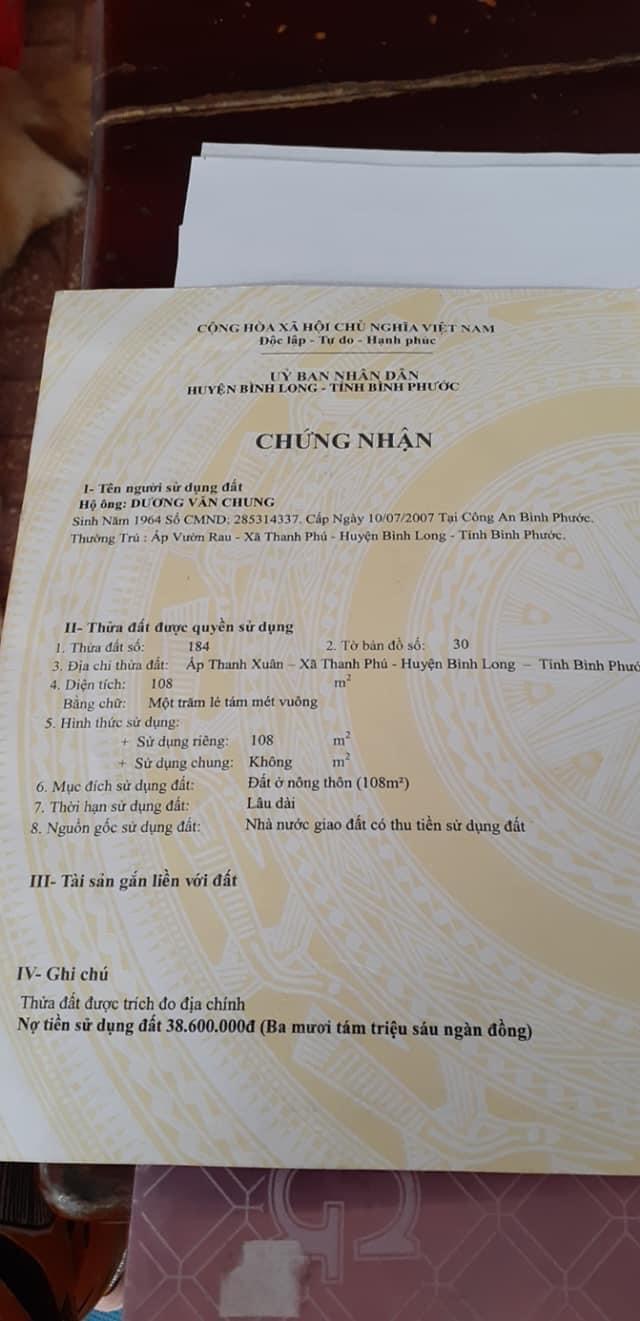 CỘNG HÒA XÃ HỘI CHỦ NGHĨA VIỆT NAM
Độc lập - Tự do - Hạnh phúc
UỶ BAN NHÂN DÂN
HUYỆN BÌNH LONG - TỈNH BÌNH PHƯỚC
CHỨNG NHẬN
I- Tên người sử dụng đất
Hộ ông: DƯƠNG VĂN CHUNG
Sinh Năm 1964 Số CMND: 285314337. Cấp Ngày 10/07/2007 Tại Công An Bình Phước.
Thường Trú : Ấp Vườn Rau - Xã Thanh Phú - Huyện Bình Long - Tỉnh Bình Phước.
II- Thửa đất được quyền sử dụng
1. Thửa đất số: 184 2. Tờ bản đồ số: 30
3. Địa chỉ thửa đất: Ấp Thanh Xuân – Xã Thanh Phú - Huyện Bình Long – Tỉnh Bình Phướ
4. Diện tích: 108 m²
Bằng chữ: Một trăm lẻ tám mét vuông
5. Hình thức sử dụng:
+ Sử dụng riêng: 108 m²
+ Sử dụng chung: Không m²
6. Mục đích sử dụng đất: Đất ở nông thôn (108m²)
7. Thời hạn sử dụng đất: Lâu dài
8. Nguồn gốc sử dụng đất: Nhà nước giao đất có thu tiền sử dụng đất
III- Tài sản gắn liền với đất
IV- Ghi chú
Thửa đất được trích đo địa chính
Nợ tiền sử dụng đất 38.600.000đ (Ba mươi tám triệu sáu ngàn đồng)